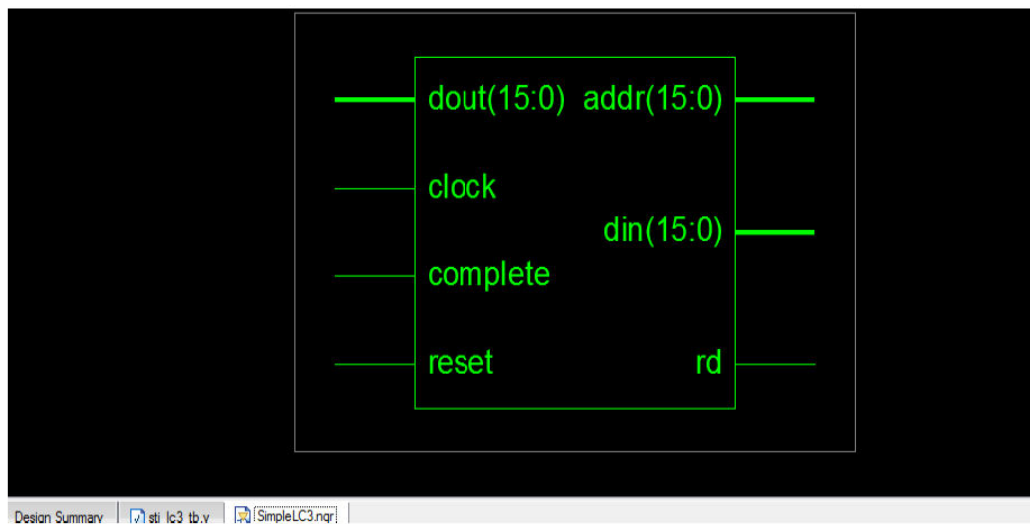 dout(15:0) addr(15:0)
clock
din(15:0)
complete
reset rd
Design Summary sti_lc3_tb.v SimpleLC3.ngr